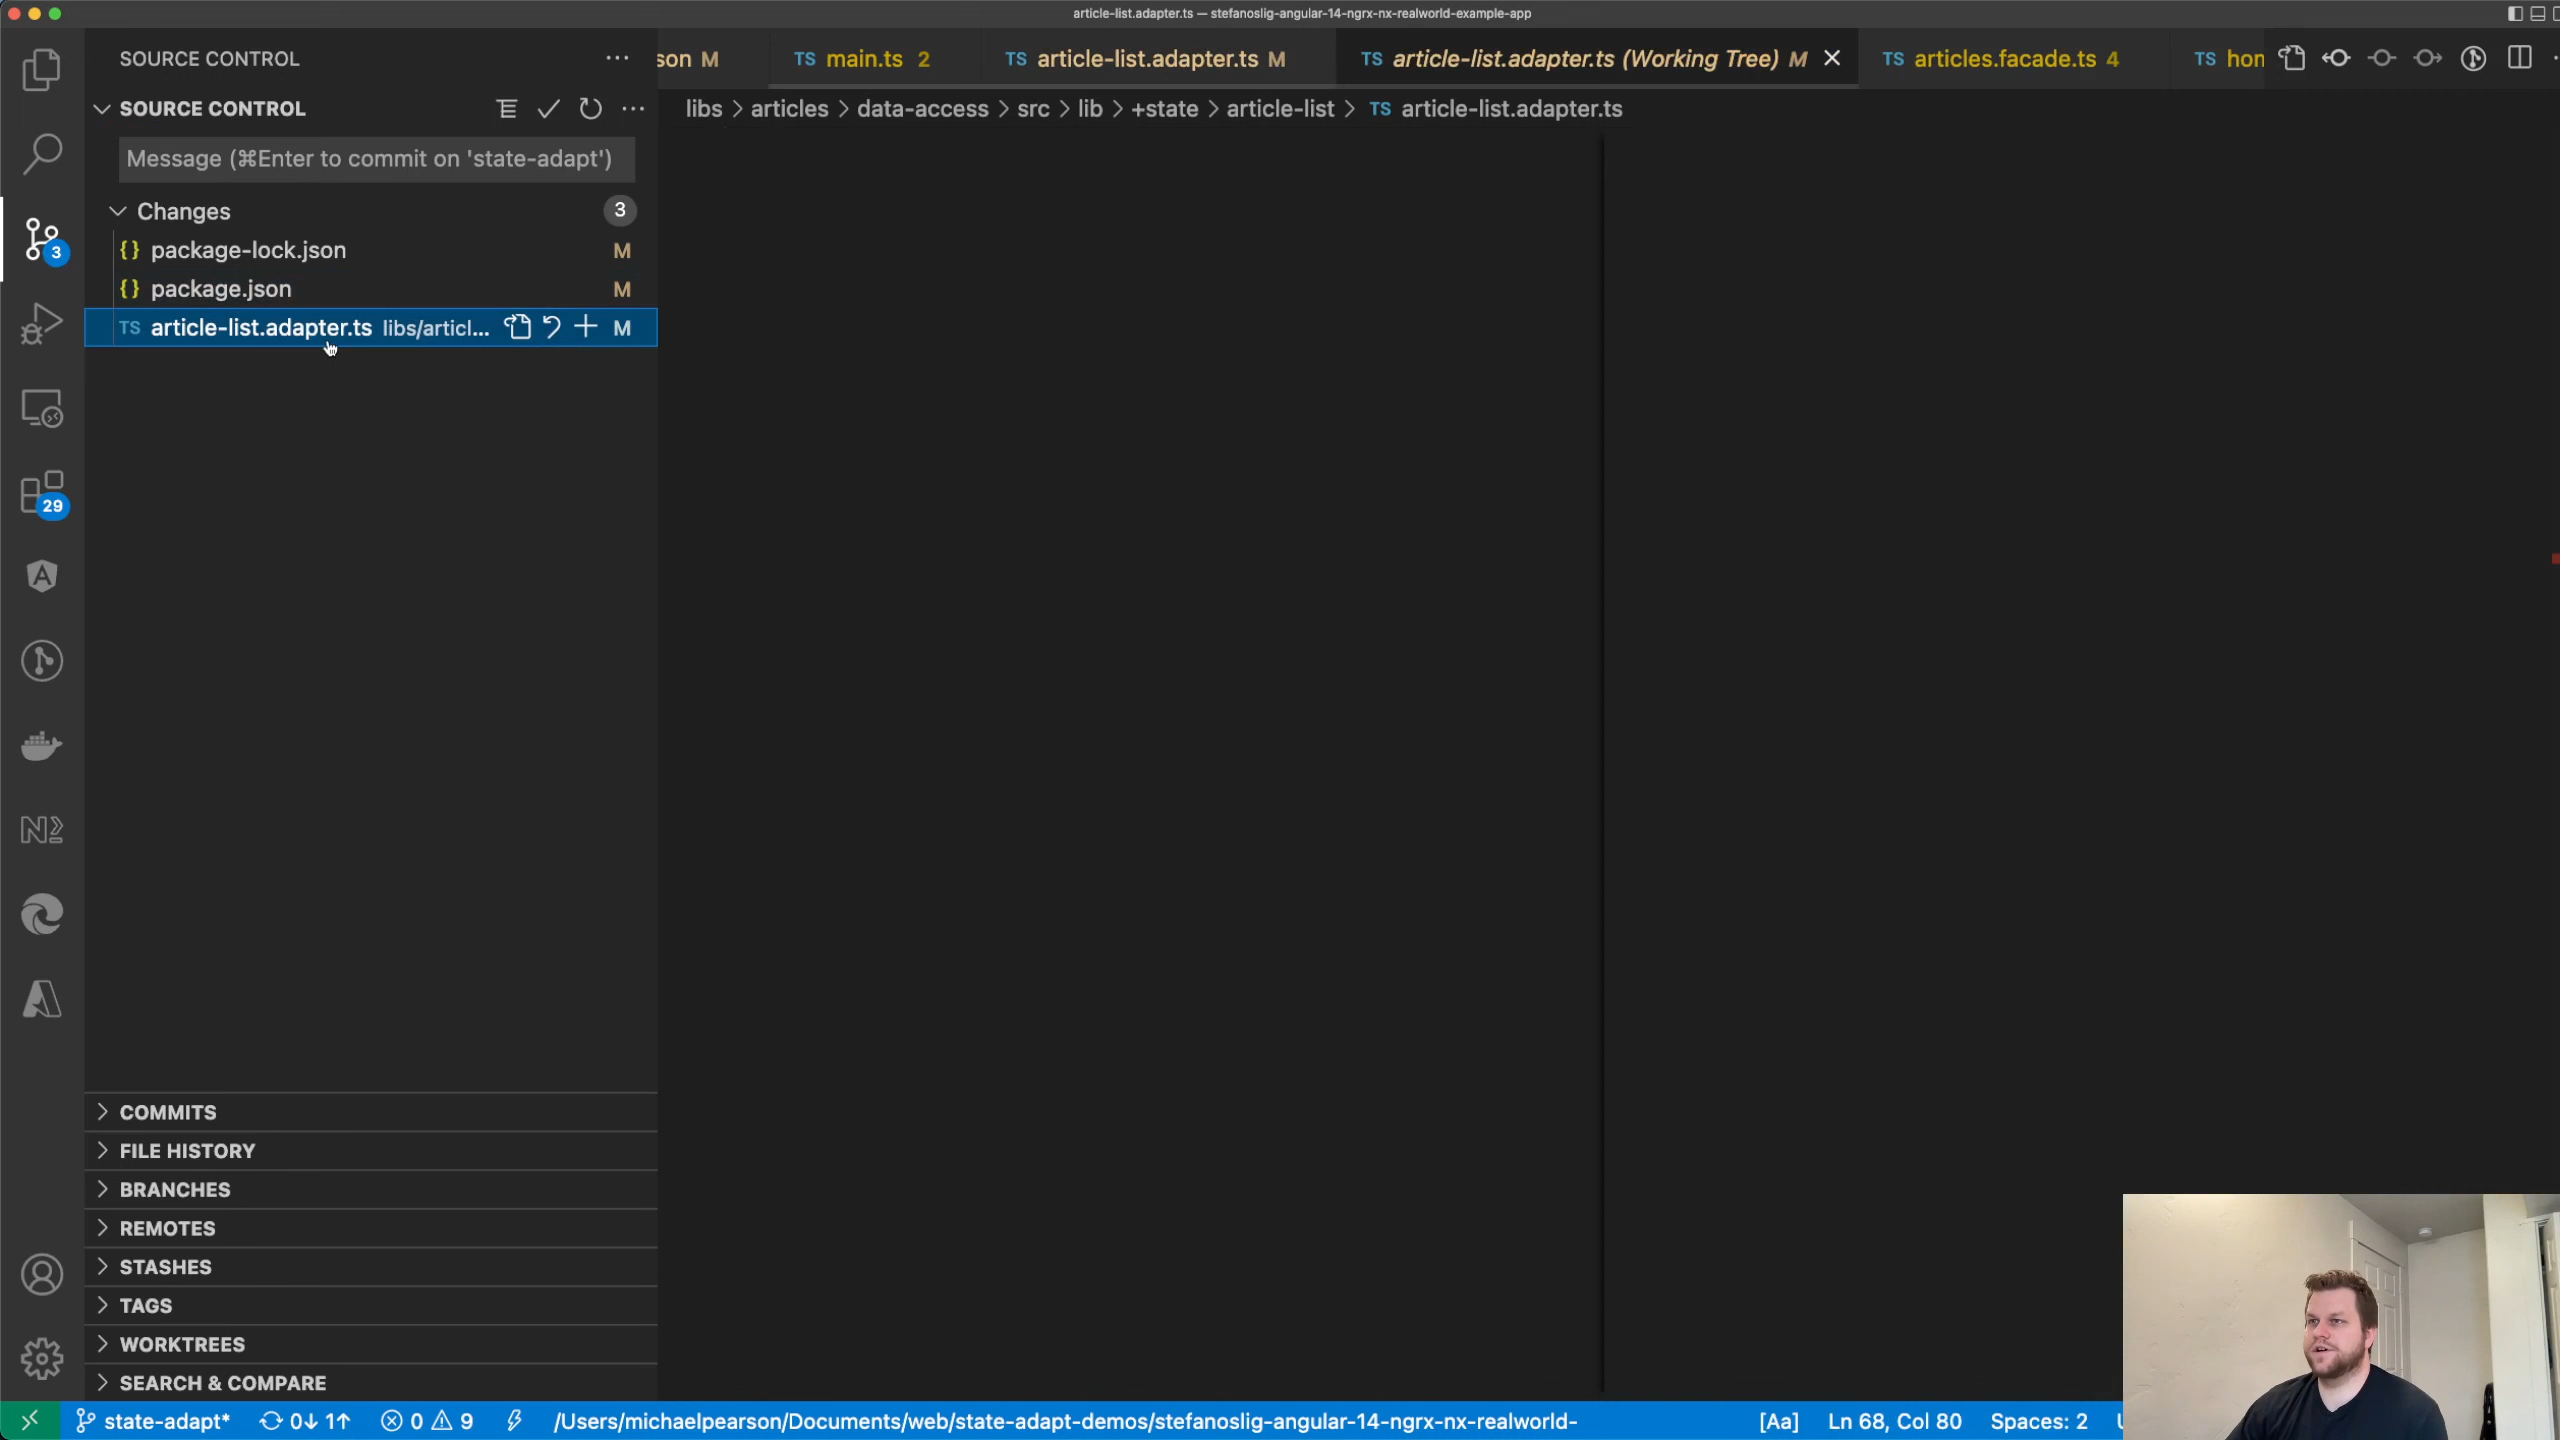 article-list.adapter.ts — stefanoslig-angular-14-ngrx-nx-realworld-example-app
SOURCE CONTROL
son M
TS main.ts 2
TS article-list.adapter.ts M
TS article-list.adapter.ts (Working Tree) M
TS articles.facade.ts 4
TS hom
SOURCE CONTROL
libs > articles > data-access > src > lib > +state > article-list > TS article-list.adapter.ts
Message (⌘Enter to commit on 'state-adapt')
Changes 3
{} package-lock.json M
{} package.json M
TS article-list.adapter.ts libs/articl... M
3
29
COMMITS
FILE HISTORY
BRANCHES
REMOTES
STASHES
TAGS
WORKTREES
SEARCH & COMPARE
state-adapt* 0↓ 1↑ 0 9 /Users/michaelpearson/Documents/web/state-adapt-demos/stefanoslig-angular-14-ngrx-nx-realworld- [Aa] Ln 68, Col 80 Spaces: 2